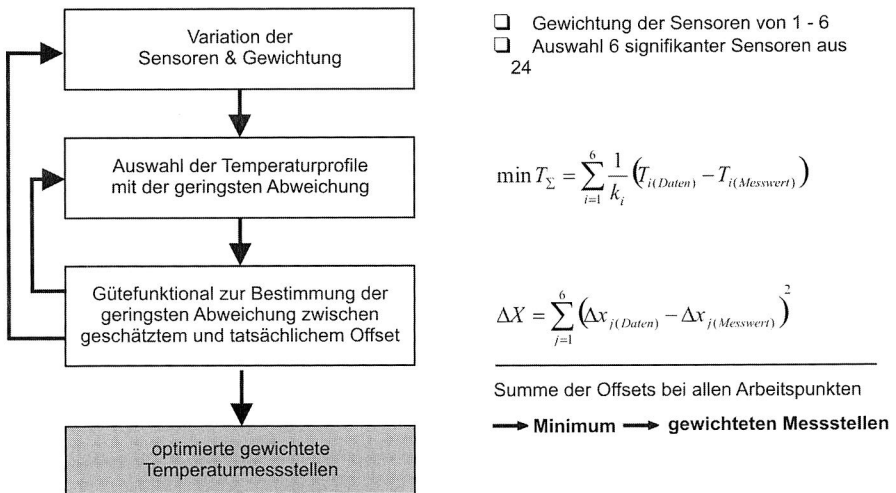 Variation der
Sensoren & Gewichtung
❑ Gewichtung der Sensoren von 1 - 6
❑ Auswahl 6 signifikanter Sensoren aus
24
Auswahl der Temperaturprofile
mit der geringsten Abweichung
min T_Σ = ∑_{i=1}^{6} 1/k_i (T_{i(Daten)} − T_{i(Messwert)})
Gütefunktional zur Bestimmung der
geringsten Abweichung zwischen
geschätztem und tatsächlichem Offset
ΔX = ∑_{j=1}^{6} (Δx_{j(Daten)} − Δx_{j(Messwert)})²
Summe der Offsets bei allen Arbeitspunkten
→ Minimum → gewichteten Messstellen
optimierte gewichtete
Temperaturmessstellen